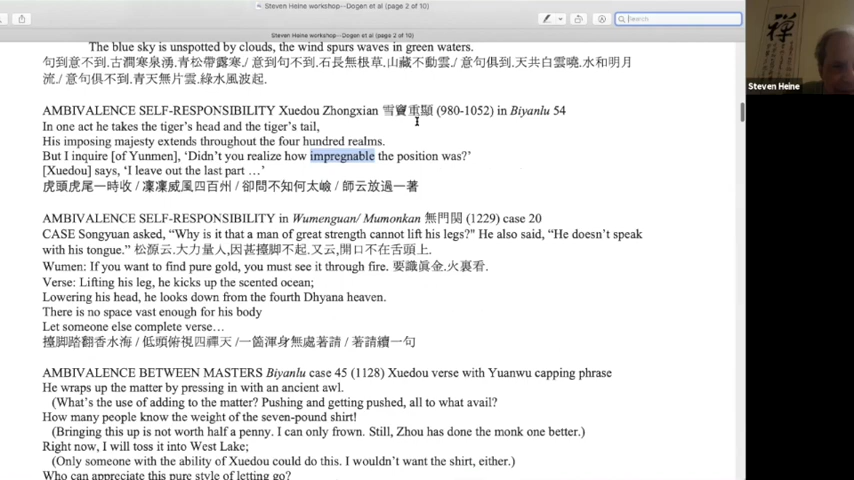 Steven Heine workshop--Dogen et al (page 2 of 10)
Search
Steven Heine workshop--Dogen et al (page 2 of 10)
禪
Steven Heine
The blue sky is unspotted by clouds, the wind spurs waves in green waters.
句到意不到.古澗寒泉湧.青松帶露寒./ 意到句不到.石長無根草.山藏不動雲./ 意句俱到.天共白雲曉.水和明月
流./ 意句俱不到.青天無片雲.綠水風波起.
AMBIVALENCE SELF-RESPONSIBILITY Xuedou Zhongxian 雪竇重顯 (980-1052) in Biyanlu 54
In one act he takes the tiger's head and the tiger's tail,
His imposing majesty extends throughout the four hundred realms.
But I inquire [of Yunmen], ‘Didn't you realize how impregnable the position was?’
[Xuedou] says, ‘I leave out the last part …’
虎頭虎尾一時收 / 凜凜威風四百州 / 卻問不知何太嶮 / 師云放過一著
AMBIVALENCE SELF-RESPONSIBILITY in Wumenguan/ Mumonkan 無門関 (1229) case 20
CASE Songyuan asked, “Why is it that a man of great strength cannot lift his legs?" He also said, “He doesn't speak
with his tongue.” 松源云.大力量人,因甚擡脚不起.又云,開口不在舌頭上.
Wumen: If you want to find pure gold, you must see it through fire. 要識眞金.火裏看.
Verse: Lifting his leg, he kicks up the scented ocean;
Lowering his head, he looks down from the fourth Dhyana heaven.
There is no space vast enough for his body
Let someone else complete verse…
擡脚踏翻香水海 / 低頭俯視四禪天 /一箇渾身無處著請 / 著請續一句
AMBIVALENCE BETWEEN MASTERS Biyanlu case 45 (1128) Xuedou verse with Yuanwu capping phrase
He wraps up the matter by pressing in with an ancient awl.
(What's the use of adding to the matter? Pushing and getting pushed, all to what avail?
How many people know the weight of the seven-pound shirt!
(Bringing this up is not worth half a penny. I can only frown. Still, Zhou has done the monk one better.)
Right now, I will toss it into West Lake;
(Only someone with the ability of Xuedou could do this. I wouldn't want the shirt, either.)
Who can appreciate this pure style of letting go?